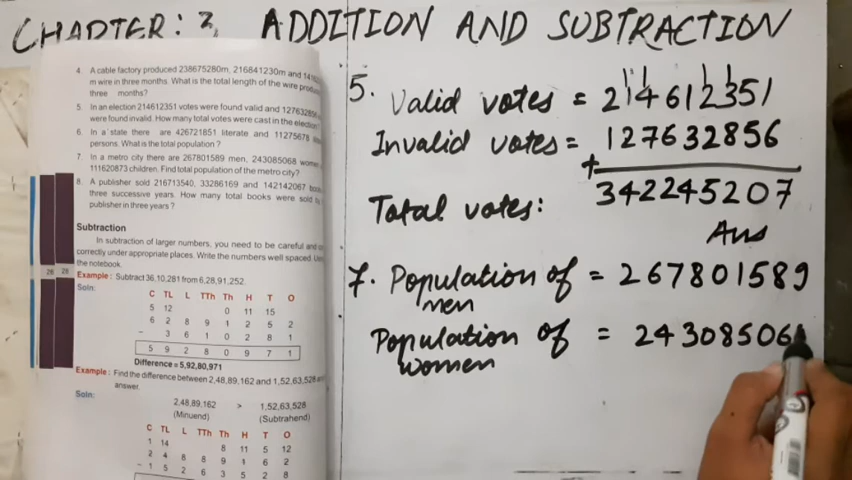 CHAPTER: 3, ADDITION AND SUBTRACTION
4. A cable factory produced 238675280m, 216841230m and
m wire in three months. What is the total length of the wire
three months?
5. In an election 214612351 votes were found valid and
were found invalid. How many total votes were cast in the
6. In a state there are 426721851 literate and 11275678
persons. What is the total population ?
7. In a metro city there are 267801589 men, 243085068
111620873 children. Find total population of the metro city?
8. A publisher sold 216713540, 33286169 and 142142067
three successive years. How many total books were sold
publisher in three years ?
Subtraction
In subtraction of larger numbers, you need to be careful and
correctly under appropriate places. Write the numbers well spaced.
the notebook.
Example : Subtract 36,10,281 from 6,28,91,252.
Soln:
C TL L TTh Th H T O
5 12 0 11 15
6 2 8 9 1 2 5 2
- 3 6 1 0 2 8 1
5 9 2 8 0 9 7 1
Difference = 5,92,80,971
Example : Find the difference between 2,48,89,162 and 1,52,63,528
answer.
Soln:
2,48,89,162 > 1,52,63,528
(Minuend) (Subtrahend)
C TL L TTh Th H T O
1 14 8 11 5 12
2 4 8 8 9 1 6 2
- 1 5 2 6 3 5 2 8
28 28
5. Valid votes = 214612351
Invalid votes = 127632856
+
Total votes: 342245207
Ans
7. Population of = 267801589
men
Population of = 24308506
women